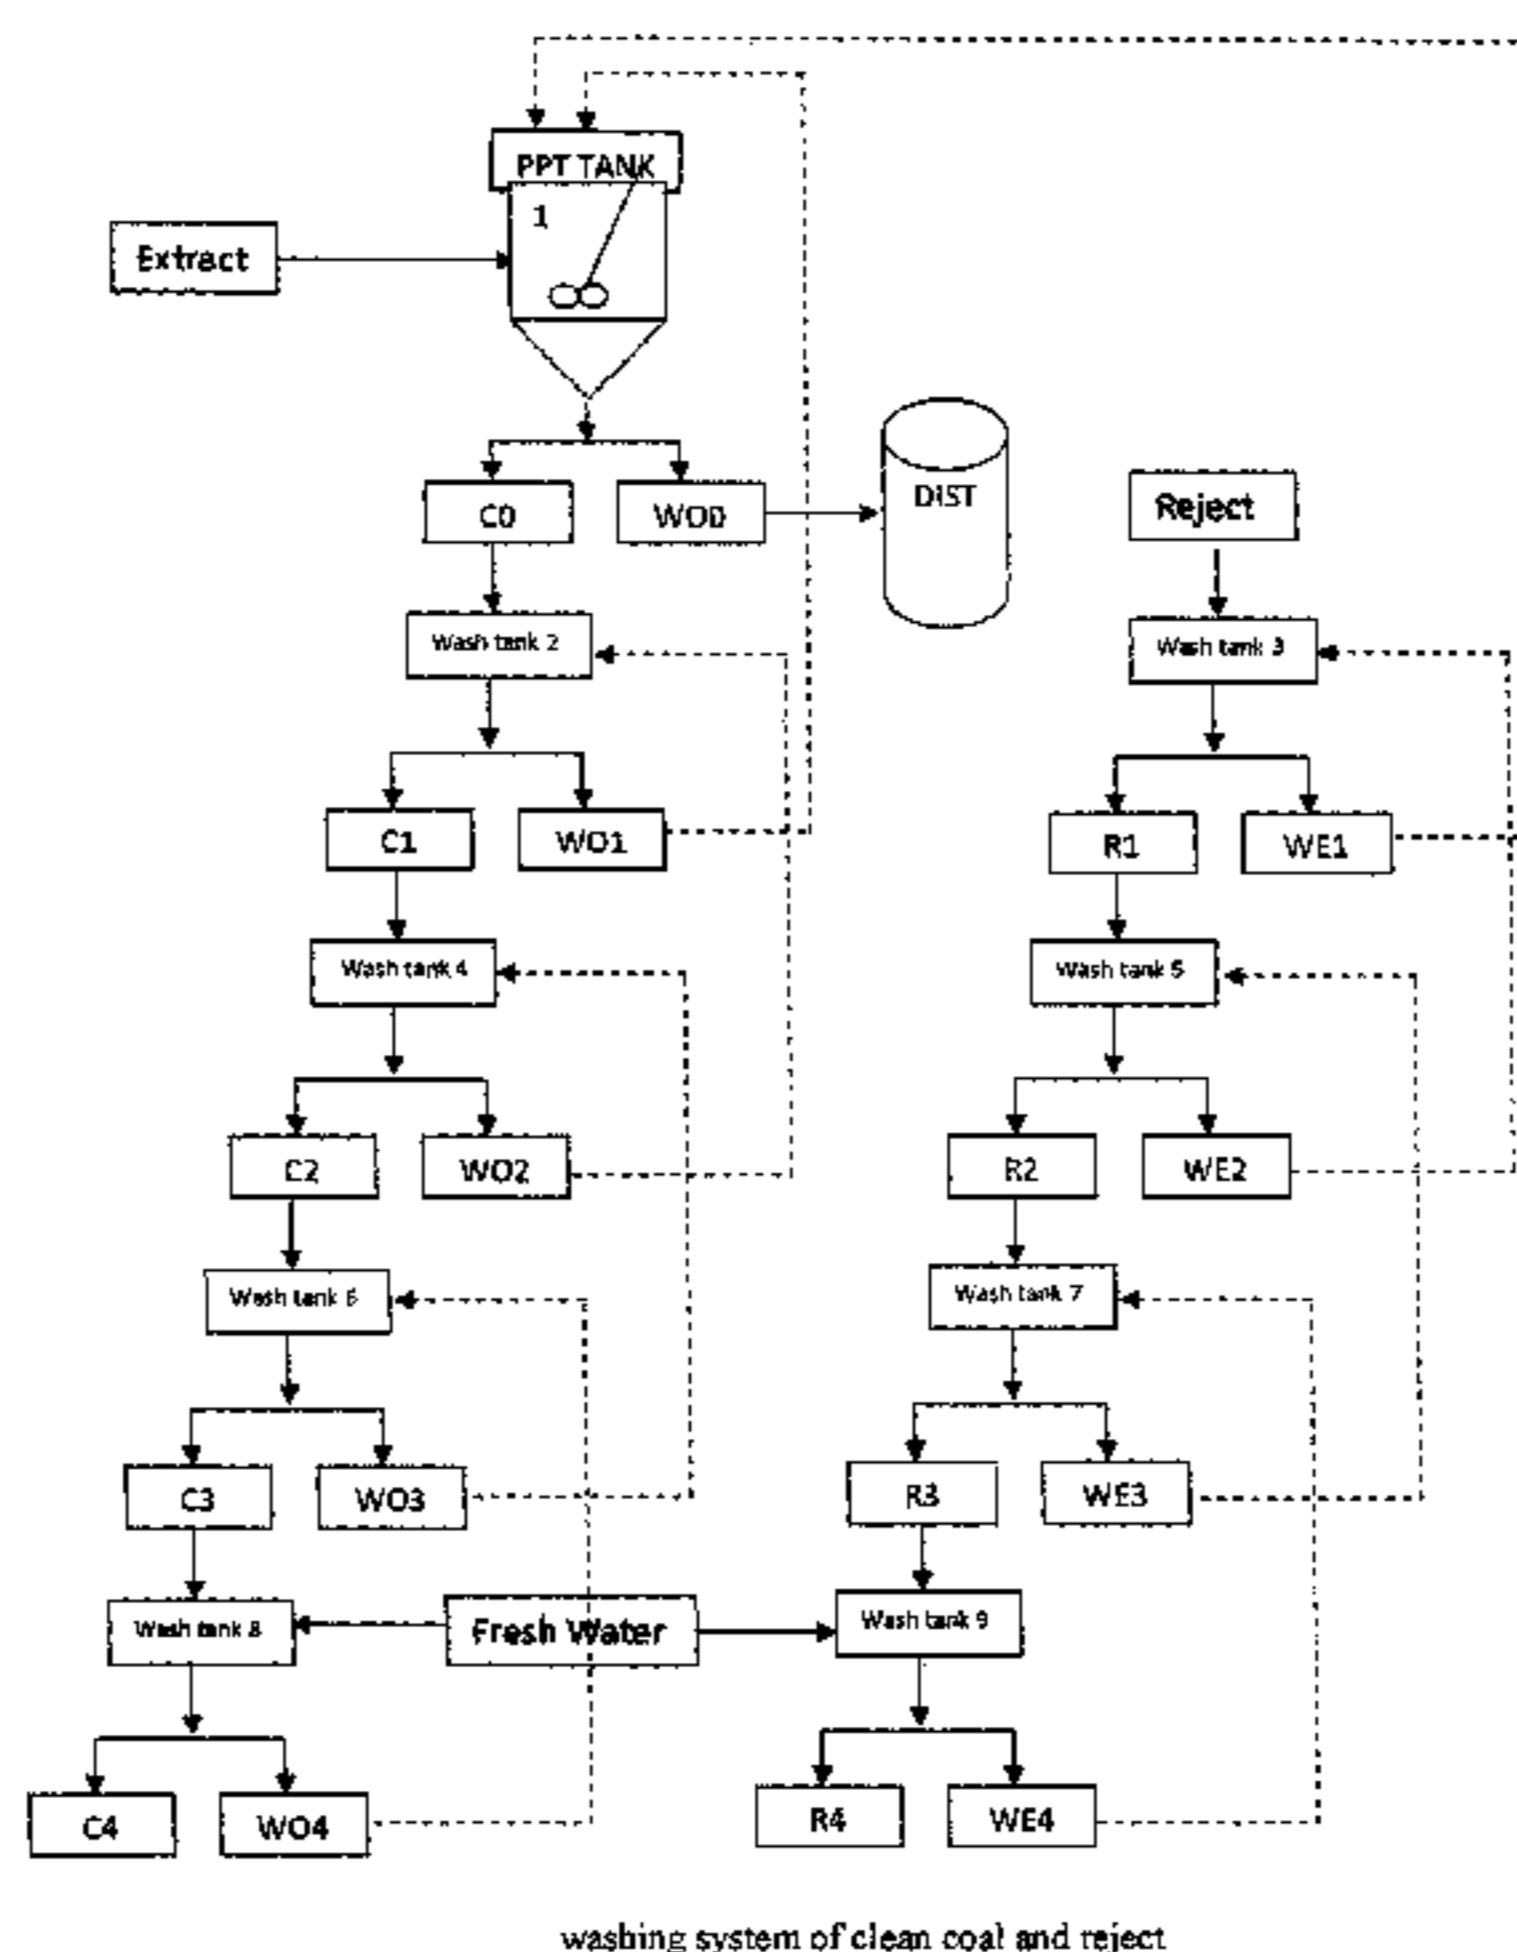 PPT TANK
1
Extract
C0
WO0
DIST
Reject
Wash tank 2
Wash tank 3
C1
WO1
R1
WE1
Wash tank 4
Wash tank 5
C2
WO2
R2
WE2
Wash tank 6
Wash tank 7
C3
WO3
R3
WE3
Wash tank 8
Fresh Water
Wash tank 9
C4
WO4
R4
WE4
washing system of clean coal and reject